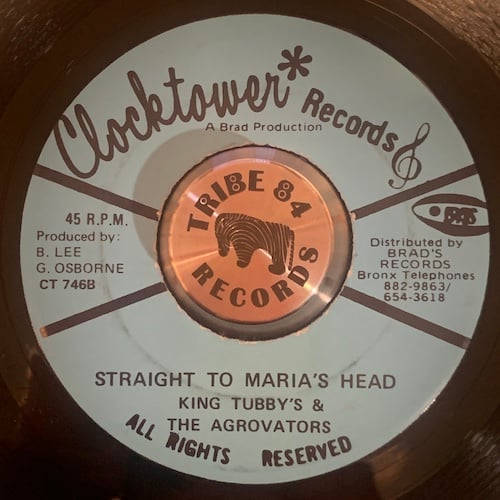 Clocktower* Records
A Brad Production
BRAD'S
45 R.P.M.
Produced by:
B. LEE
G. OSBORNE
CT 746B
TRIBE 84
RECORDS
Distributed by
BRAD'S
RECORDS
Bronx Telephones
882-9863/
654-3618
STRAIGHT TO MARIA'S HEAD
KING TUBBY'S &
THE AGROVATORS
ALL RIGHTS RESERVED